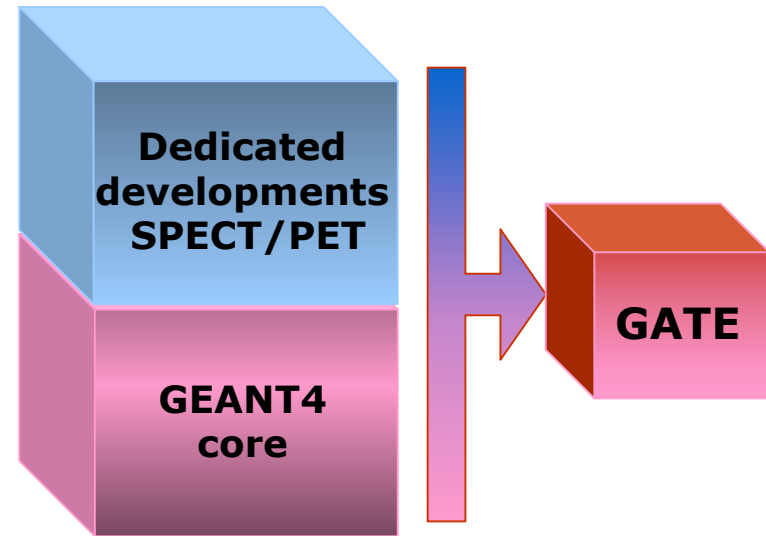 Dedicated
developments
SPECT/PET
GEANT4
core
GATE